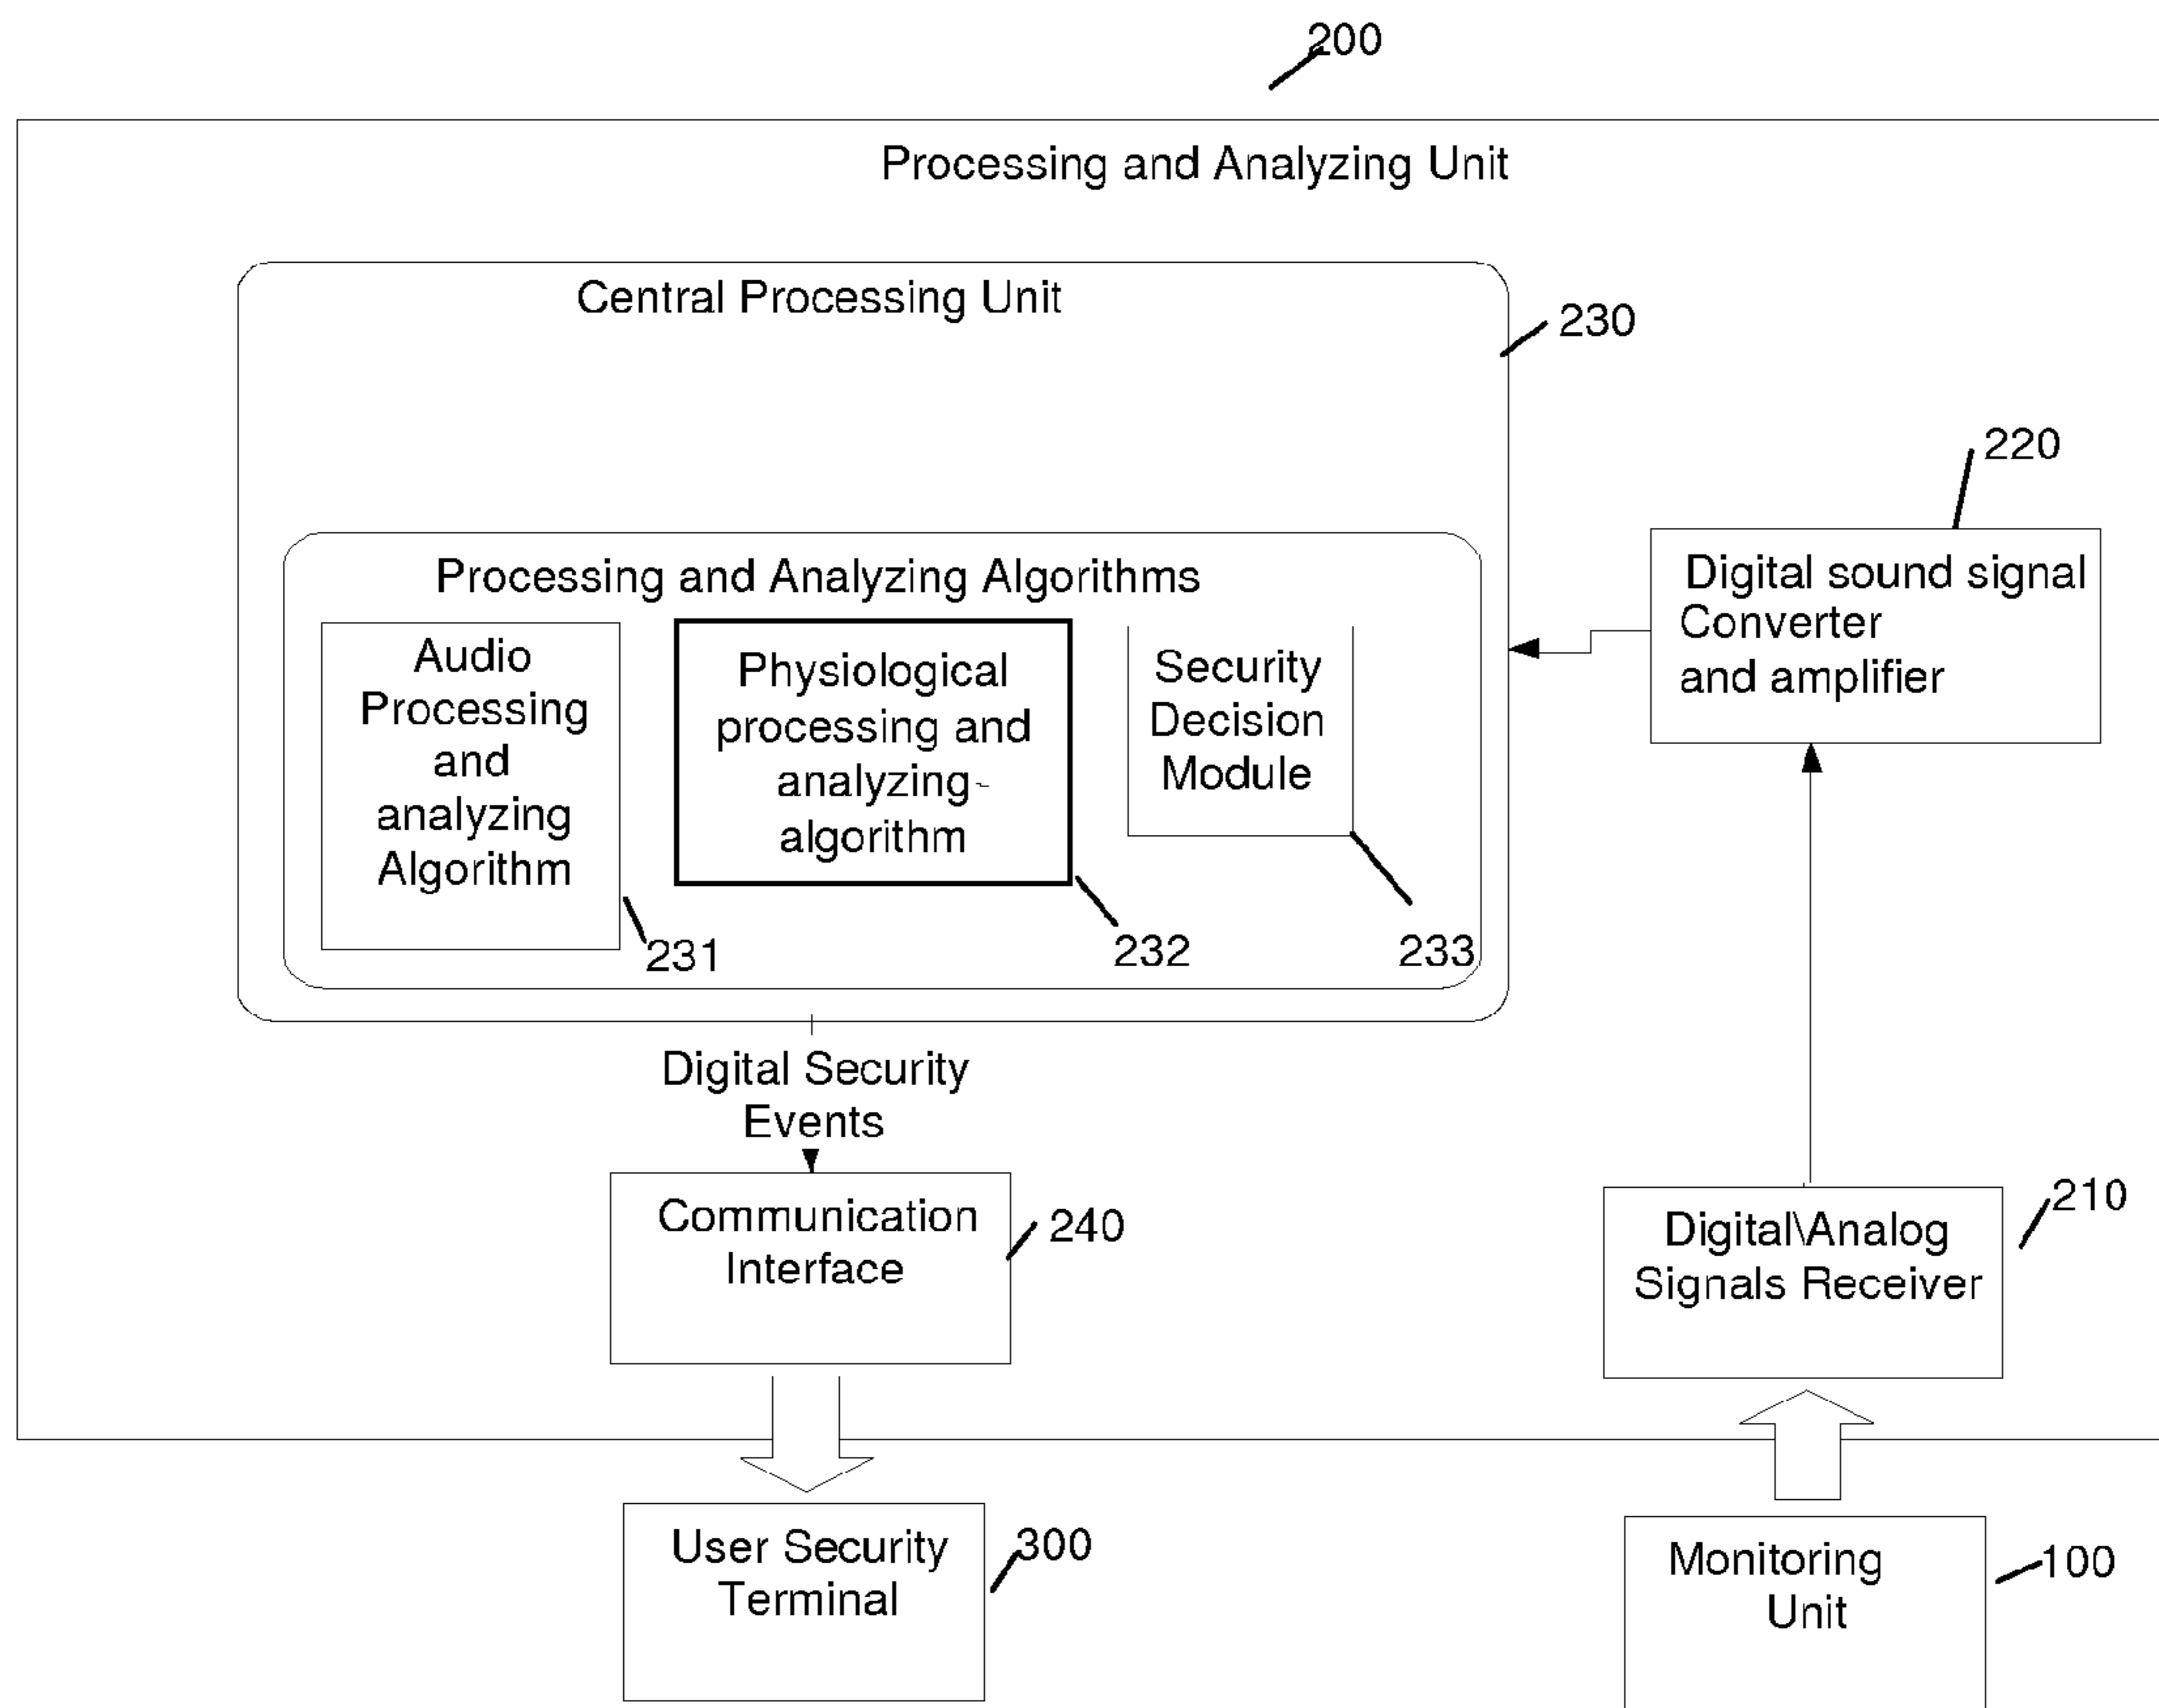 200
Processing and Analyzing Unit
Central Processing Unit
230
220
Digital sound signal
Converter
and amplifier
Processing and Analyzing Algorithms
Audio
Processing
and
analyzing
Algorithm
231
Physiological
processing and
analyzing-
algorithm
232
Security
Decision
Module
233
Digital Security
Events
Communication
Interface
240
Digital\Analog
Signals Receiver
210
User Security
Terminal
300
Monitoring
Unit
100